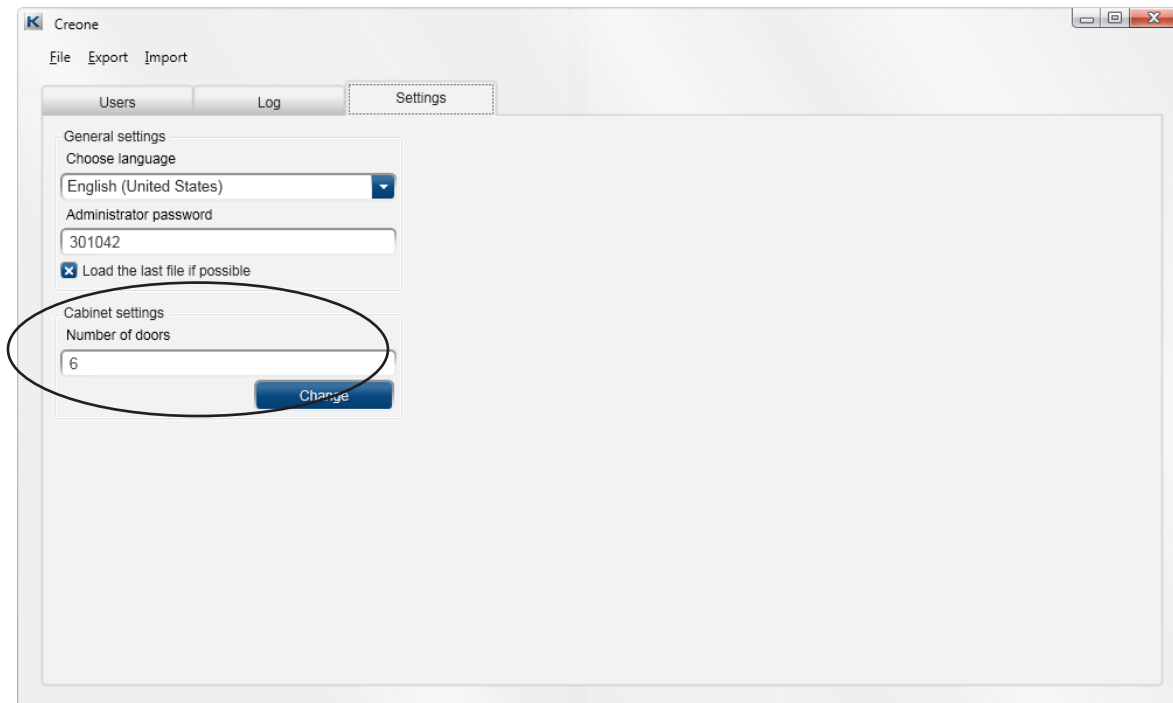 K Creone
File Export Import
Users Log Settings
General settings
Choose language
English (United States)
Administrator password
301042
Load the last file if possible
Cabinet settings
Number of doors
6
Change